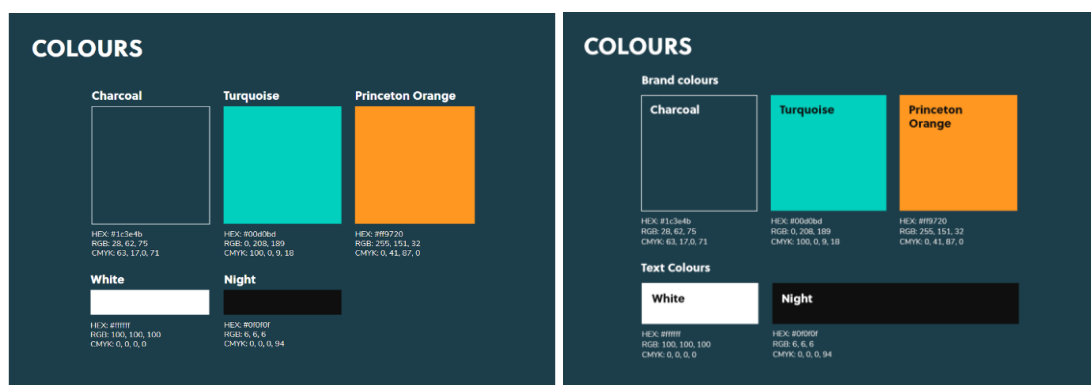 COLOURS
Charcoal
Turquoise
Princeton Orange
HEX: #1c3e4b
RGB: 28, 62, 75
CMYK: 63, 17,0, 71
HEX: #00d0bd
RGB: 0, 208, 189
CMYK: 100, 0, 9, 18
HEX: #ff9720
RGB: 255, 151, 32
CMYK: 0, 41, 87, 0
White
Night
HEX: #ffffff
RGB: 100, 100, 100
CMYK: 0, 0, 0, 0
HEX: #0f0f0f
RGB: 6, 6, 6
CMYK: 0, 0, 0, 94
COLOURS
Brand colours
Charcoal
Turquoise
Princeton
Orange
HEX: #1c3e4b
RGB: 28, 62, 75
CMYK: 63, 17,0, 71
HEX: #00d0bd
RGB: 0, 208, 189
CMYK: 100, 0, 9, 18
HEX: #ff9720
RGB: 255, 151, 32
CMYK: 0, 41, 87, 0
Text Colours
White
Night
HEX: #ffffff
RGB: 100, 100, 100
CMYK: 0, 0, 0, 0
HEX: #0f0f0f
RGB: 6, 6, 6
CMYK: 0, 0, 0, 94